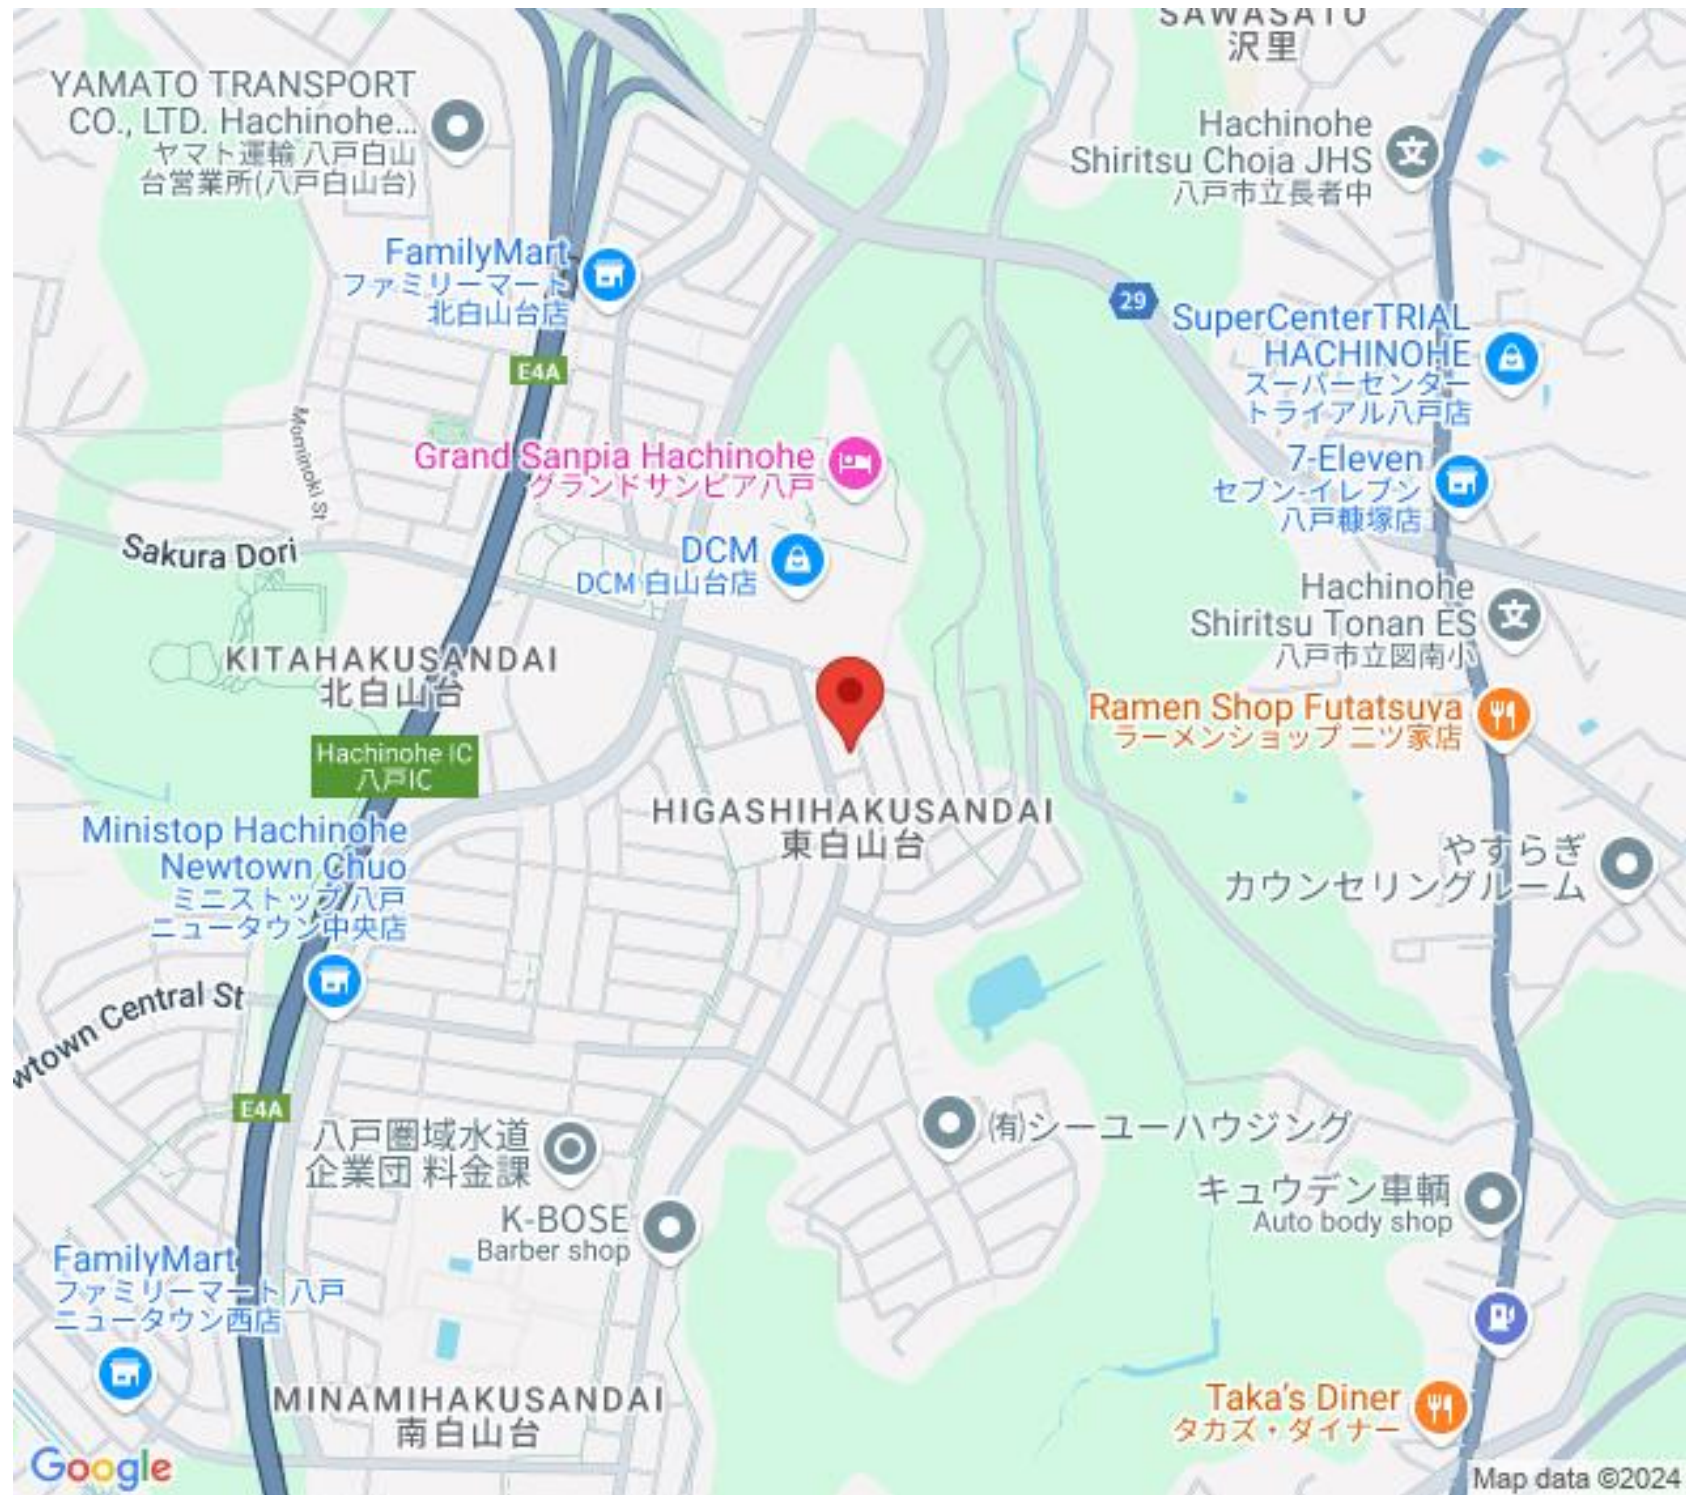 SAWASATO
沢里
YAMATO TRANSPORT
CO., LTD. Hachinohe...
ヤマト運輸 八戸白山
台営業所(八戸白山台)
Hachinohe
Shiritsu Choja JHS
八戸市立長者中
FamilyMart
ファミリーマート
北白山台店
29
SuperCenterTRIAL
HACHINOHE
スーパーセンター
トライアル八戸店
E4A
Mominoki St
Grand Sanpia Hachinohe
グランドサンピア八戸
7-Eleven
セブン-イレブン
八戸糠塚店
Sakura Dori
DCM
DCM 白山台店
Hachinohe
Shiritsu Tonan ES
八戸市立図南小
KITAHAKUSANDAI
北白山台
Ramen Shop Futatsuya
ラーメンショップ 二ツ家店
Hachinohe IC
八戸IC
HIGASHIHAKUSANDAI
東白山台
Ministop Hachinohe
Newtown Chuo
ミニストップ 八戸
ニュータウン中央店
やすらぎ
カウンセリングルーム
wtown Central St
E4A
八戸圏域水道
企業団 料金課
㈲シーユーハウジング
K-BOSE
Barber shop
キュウデン車輌
Auto body shop
FamilyMart
ファミリーマート 八戸
ニュータウン西店
MINAMIHAKUSANDAI
南白山台
Taka's Diner
タカズ・ダイナー
Google
Map data ©2024